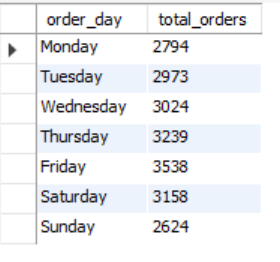 order_day total_orders
Monday 2794
Tuesday 2973
Wednesday 3024
Thursday 3239
Friday 3538
Saturday 3158
Sunday 2624